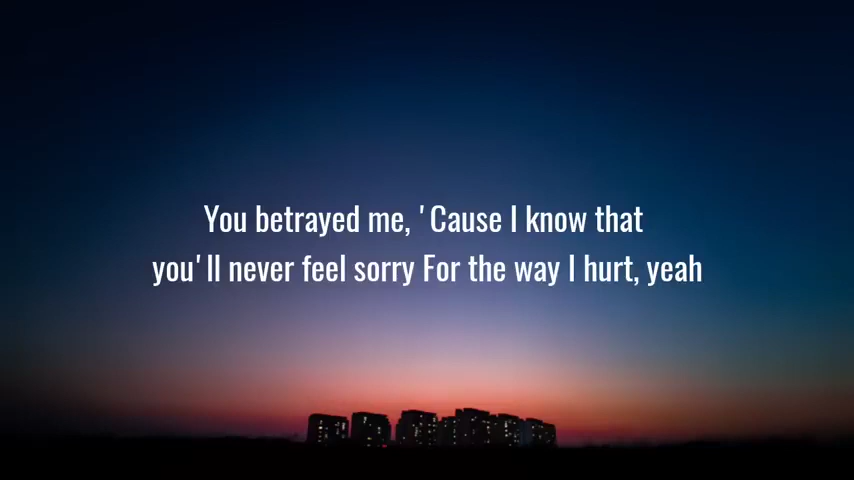 You betrayed me, 'Cause I know that
you'll never feel sorry For the way I hurt, yeah